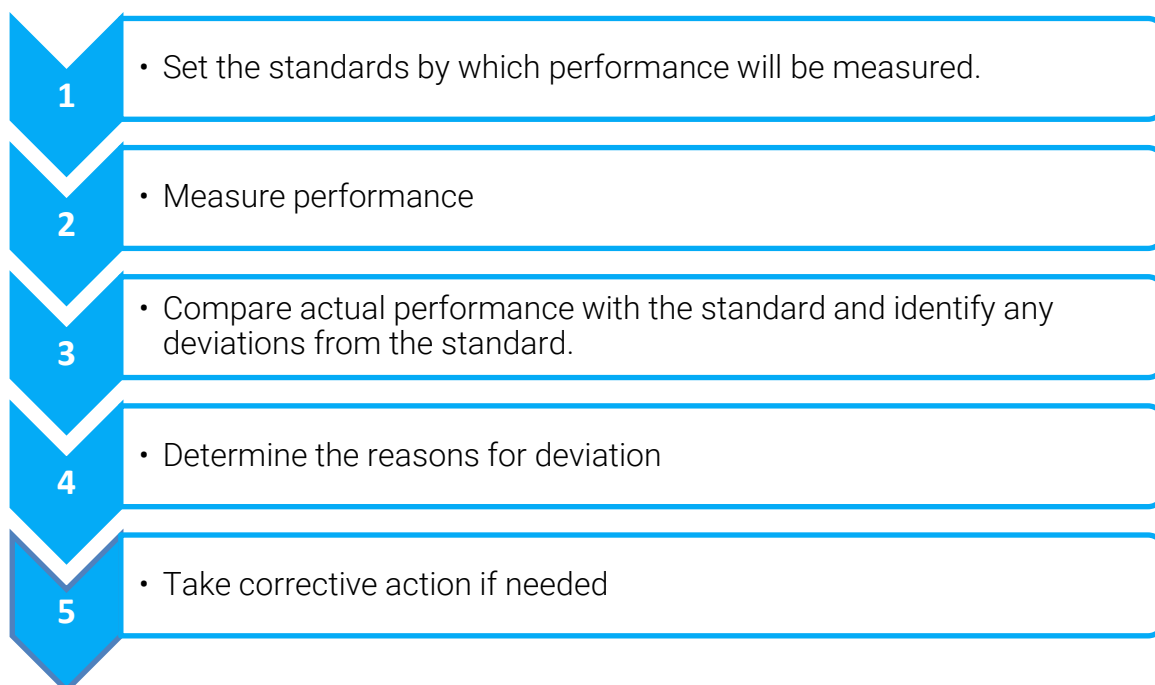 1
• Set the standards by which performance will be measured.
2
• Measure performance
3
• Compare actual performance with the standard and identify any
deviations from the standard.
4
• Determine the reasons for deviation
5
• Take corrective action if needed